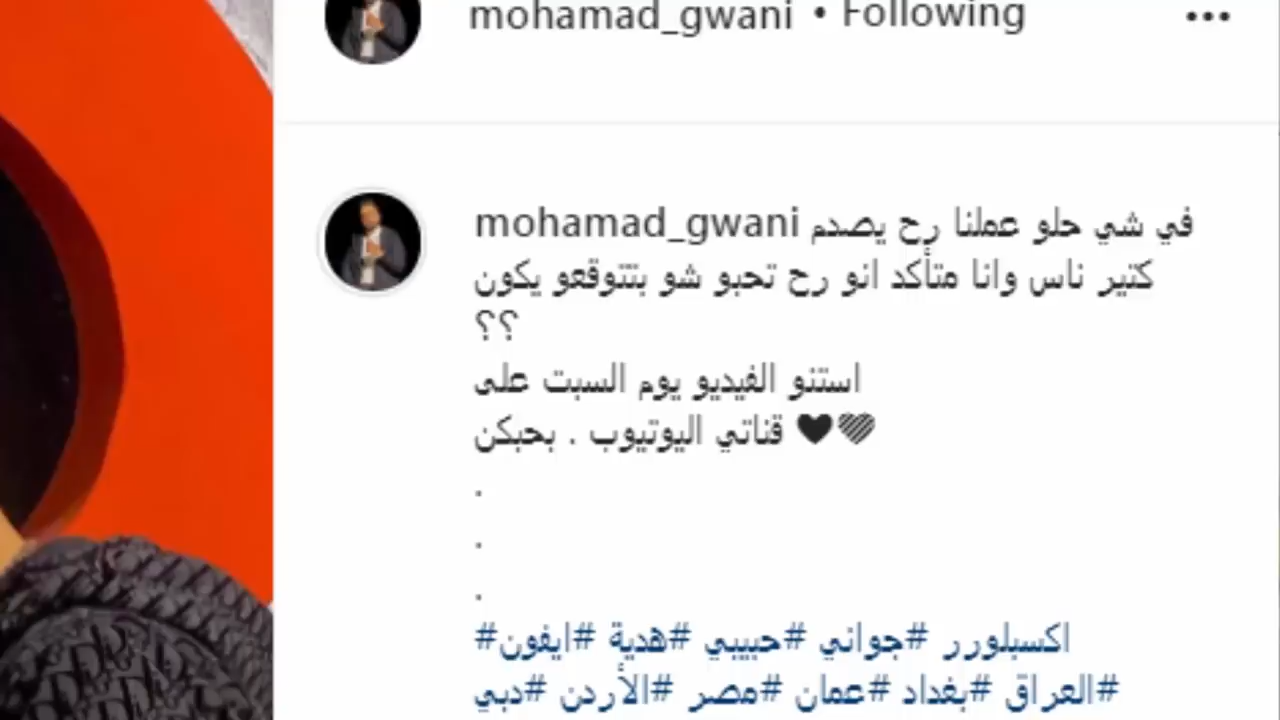 mohamad_gwani • Following
mohamad_gwani في شي حلو عملنا رح يصدم
كتير ناس وانا متأكد انو رح تحبو شو بتتوقعو يكون
؟؟
استنو الفيديو يوم السبت على
قناتي اليوتيوب . بحبكن 🖤🤍
.
.
.
#اكسبلورر #جواني #حبيبي #هدية #ايفون
#العراق #بغداد #عمان #مصر #الأردن #دبي